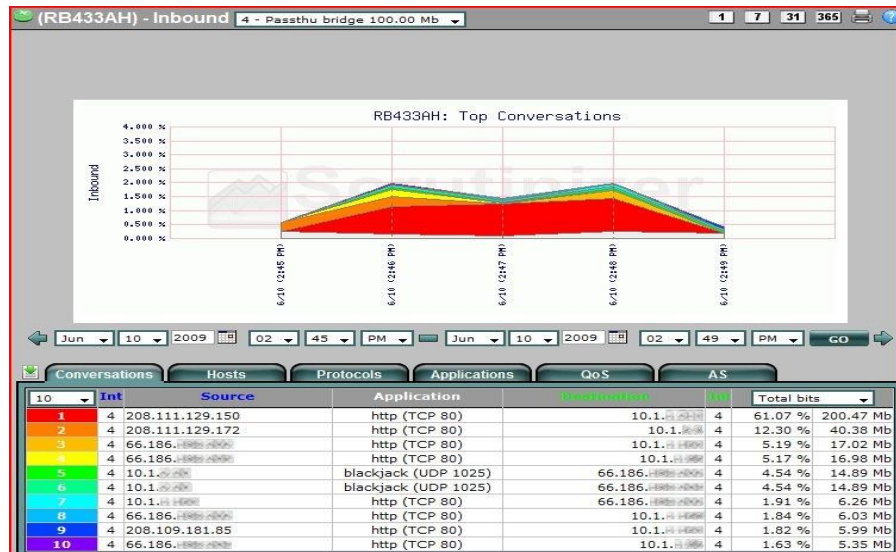 (RB433AH) - Inbound 4 - Passthu bridge 100.00 Mb 1 7 31 365
RB433AH: Top Conversations
4.000 %
3.500 %
3.000 %
2.500 %
2.000 %
1.500 %
1.000 %
0.500 %
0.000 %
Inbound
Scrutinizer
6/10 (2:45 PM)
6/10 (2:46 PM)
6/10 (2:47 PM)
6/10 (2:48 PM)
6/10 (2:49 PM)
Jun 10 2009 02 45 PM Jun 10 2009 02 49 PM GO
Conversations Hosts Protocols Applications QoS AS
10 Int Source Application Destination Int Total bits
1 4 208.111.129.150 http (TCP 80) 10.1. 4 61.07 % 200.47 Mb
2 4 208.111.129.172 http (TCP 80) 10.1. 4 12.30 % 40.38 Mb
3 4 66.186. http (TCP 80) 10.1. 4 5.19 % 17.02 Mb
4 4 66.186. http (TCP 80) 10.1. 4 5.17 % 16.98 Mb
5 4 10.1. blackjack (UDP 1025) 66.186. 4 4.54 % 14.89 Mb
6 4 10.1. blackjack (UDP 1025) 66.186. 4 4.54 % 14.89 Mb
7 4 10.1. http (TCP 80) 66.186. 4 1.91 % 6.26 Mb
8 4 66.186. http (TCP 80) 10.1. 4 1.84 % 6.03 Mb
9 4 208.109.181.85 http (TCP 80) 10.1. 4 1.82 % 5.99 Mb
10 4 66.186. http (TCP 80) 10.1. 4 1.63 % 5.35 Mb